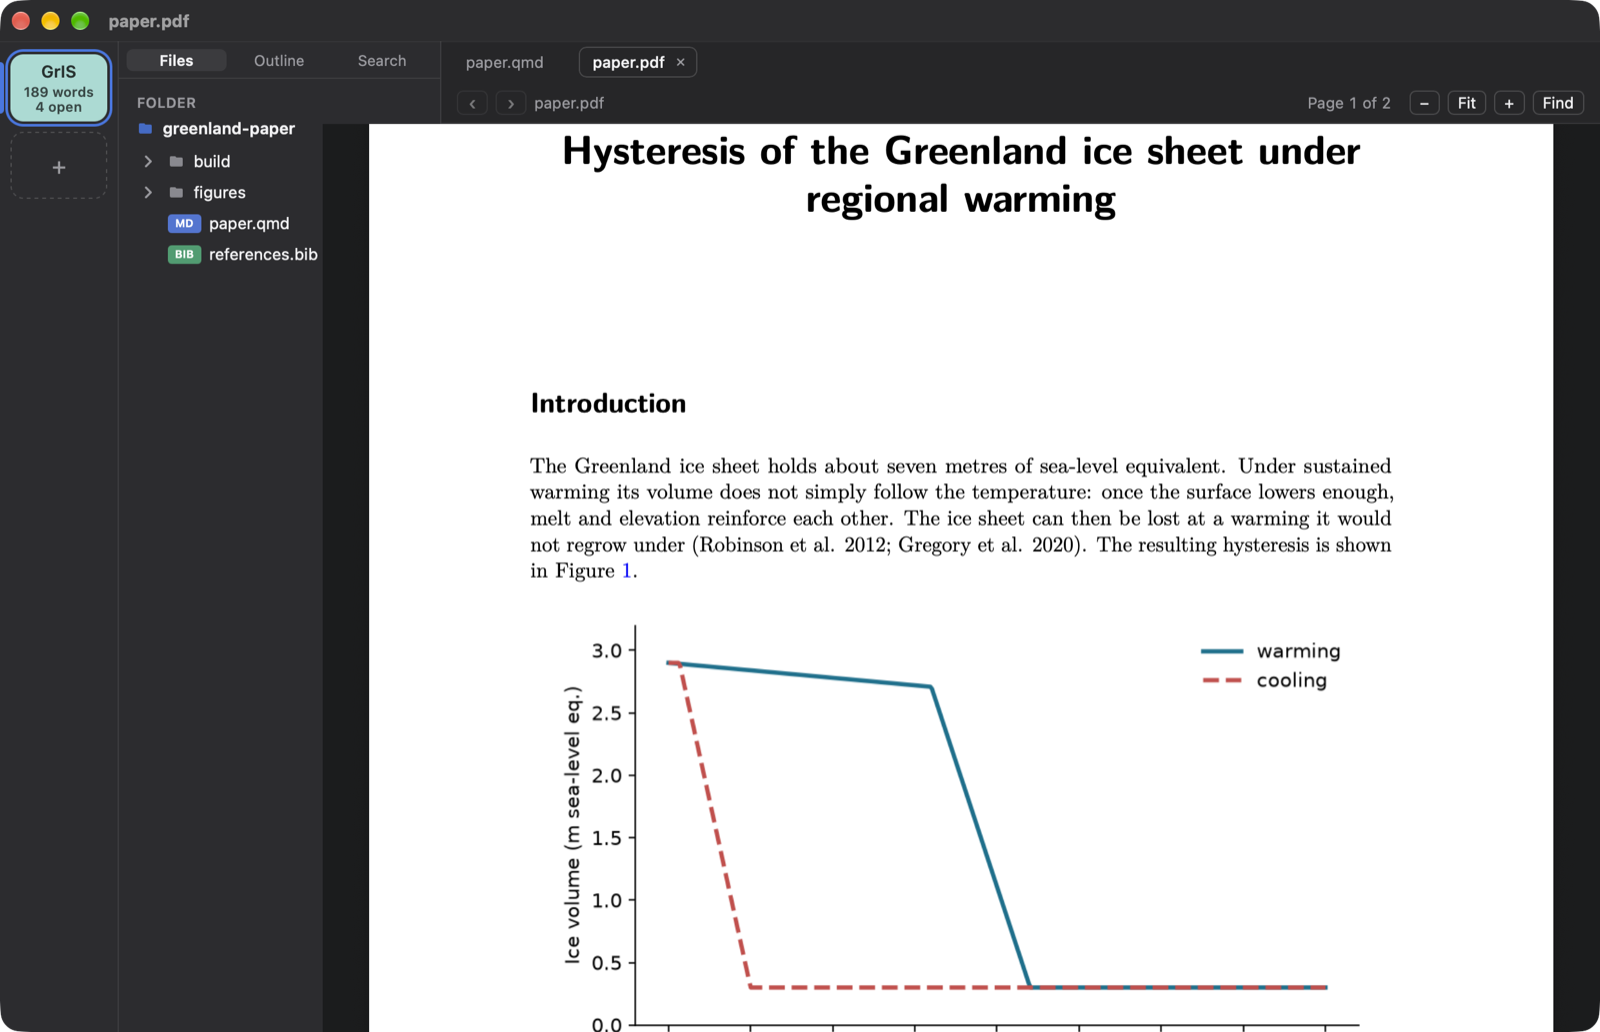 paper.pdf
GrIS
189 words
4 open
+
Files
Outline
Search
FOLDER
greenland-paper
build
figures
MD paper.qmd
BIB references.bib
paper.qmd
paper.pdf ×
‹ › paper.pdf
Page 1 of 2
− Fit + Find
Hysteresis of the Greenland ice sheet under
regional warming
Introduction
The Greenland ice sheet holds about seven metres of sea-level equivalent. Under sustained
warming its volume does not simply follow the temperature: once the surface lowers enough,
melt and elevation reinforce each other. The ice sheet can then be lost at a warming it would
not regrow under (Robinson et al. 2012; Gregory et al. 2020). The resulting hysteresis is shown
in Figure 1.
Ice volume (m sea-level eq.)
3.0
2.5
2.0
1.5
1.0
0.5
0.0
warming
cooling